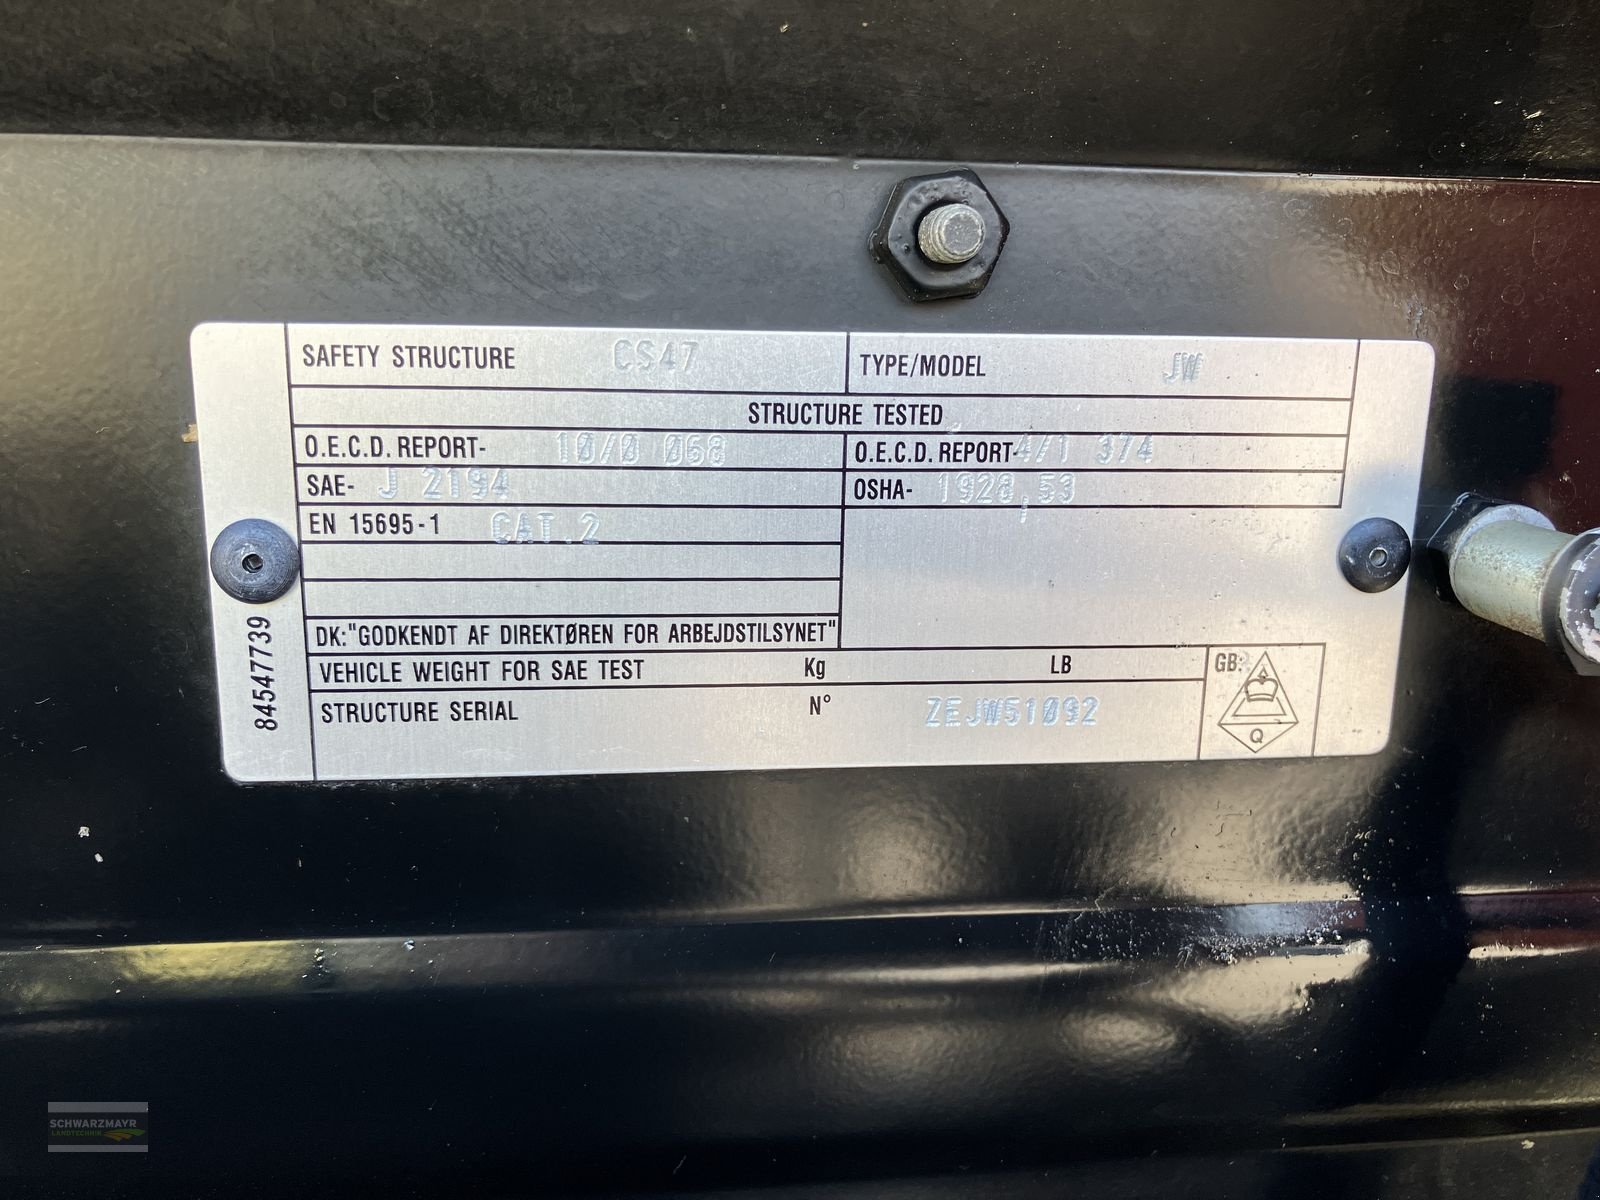 SAFETY STRUCTURE CS47 TYPE/MODEL JW
STRUCTURE TESTED
O.E.C.D. REPORT- 10/0 068 O.E.C.D. REPORT- 4/1 374
SAE- J 2194 OSHA- 1928,53
EN 15695-1 CAT.2
DK:"GODKENDT AF DIREKTØREN FOR ARBEJDSTILSYNET"
VEHICLE WEIGHT FOR SAE TEST Kg LB GB:
STRUCTURE SERIAL N° ZEJW51092
Q
84547739
SCHWARZMAYR
LANDTECHNIK